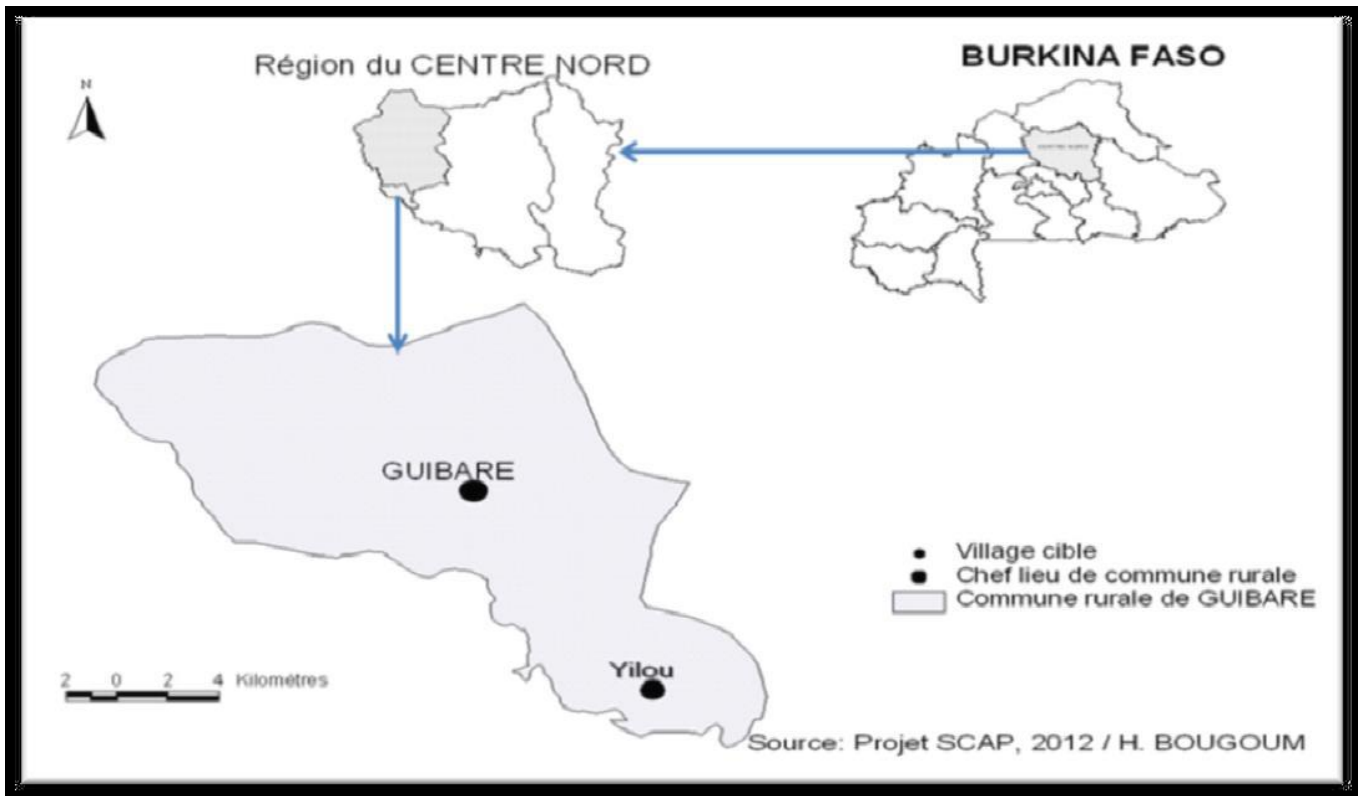 Région du CENTRE NORD
BURKINA FASO
N
GUIBARE
Village cible
Chef lieu de commune rurale
Commune rurale de GUIBARE
Yilou
2 0 2 4 Kilométres
Source: Projet SCAP, 2012 / H. BOUGOUM